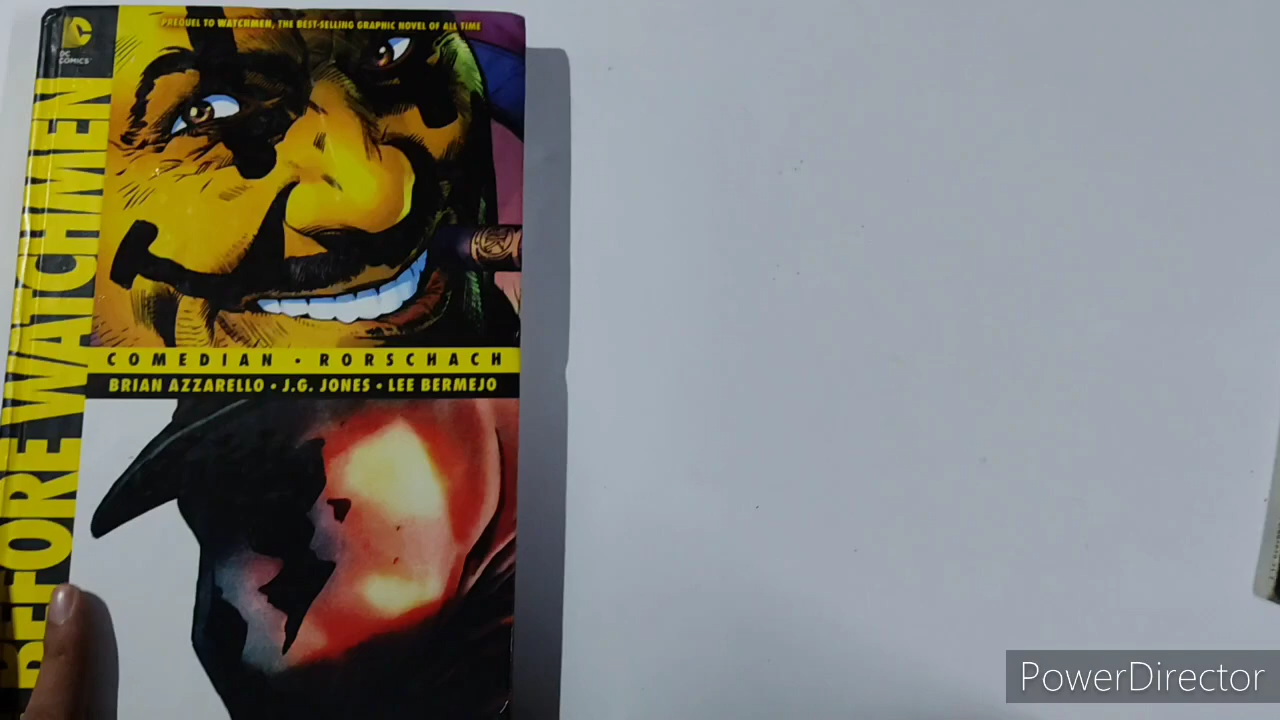 PREQUEL TO WATCHMEN, THE BEST-SELLING GRAPHIC NOVEL OF ALL TIME
DC
COMICS™
BEFORE WATCHMEN
COMEDIAN • RORSCHACH
BRIAN AZZARELLO • J.G. JONES • LEE BERMEJO
PowerDirector